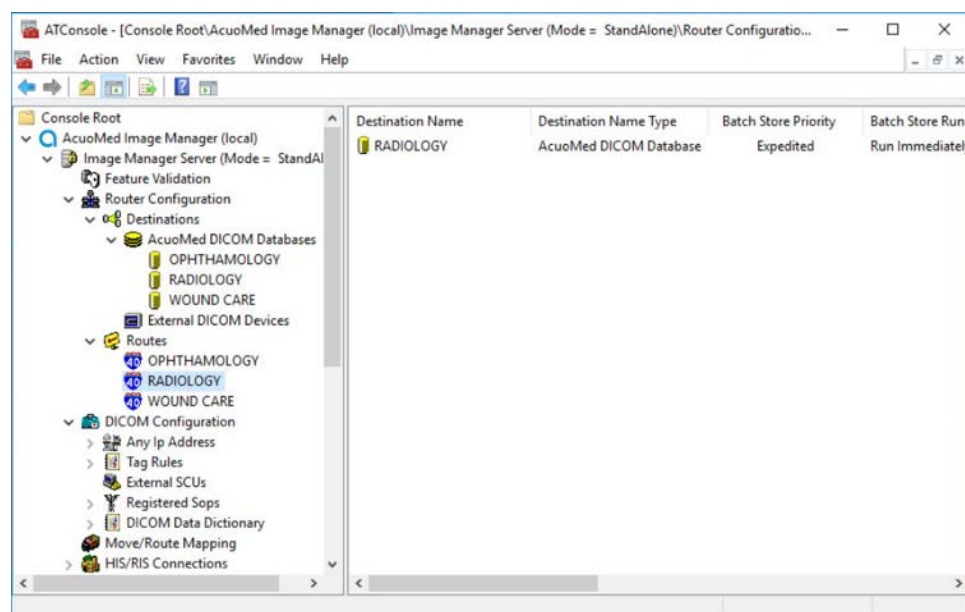 ATConsole - [Console Root\AcuoMed Image Manager (local)\Image Manager Server (Mode = StandAlone)\Router Configuratio...
File Action View Favorites Window Help
Console Root
AcuoMed Image Manager (local)
Image Manager Server (Mode = StandAl
Feature Validation
Router Configuration
Destinations
AcuoMed DICOM Databases
OPHTHAMOLOGY
RADIOLOGY
WOUND CARE
External DICOM Devices
Routes
40 OPHTHAMOLOGY
40 RADIOLOGY
40 WOUND CARE
DICOM Configuration
Any Ip Address
Tag Rules
External SCUs
Registered Sops
DICOM Data Dictionary
Move/Route Mapping
HIS/RIS Connections
Destination Name Destination Name Type Batch Store Priority Batch Store Run
RADIOLOGY AcuoMed DICOM Database Expedited Run Immediatel